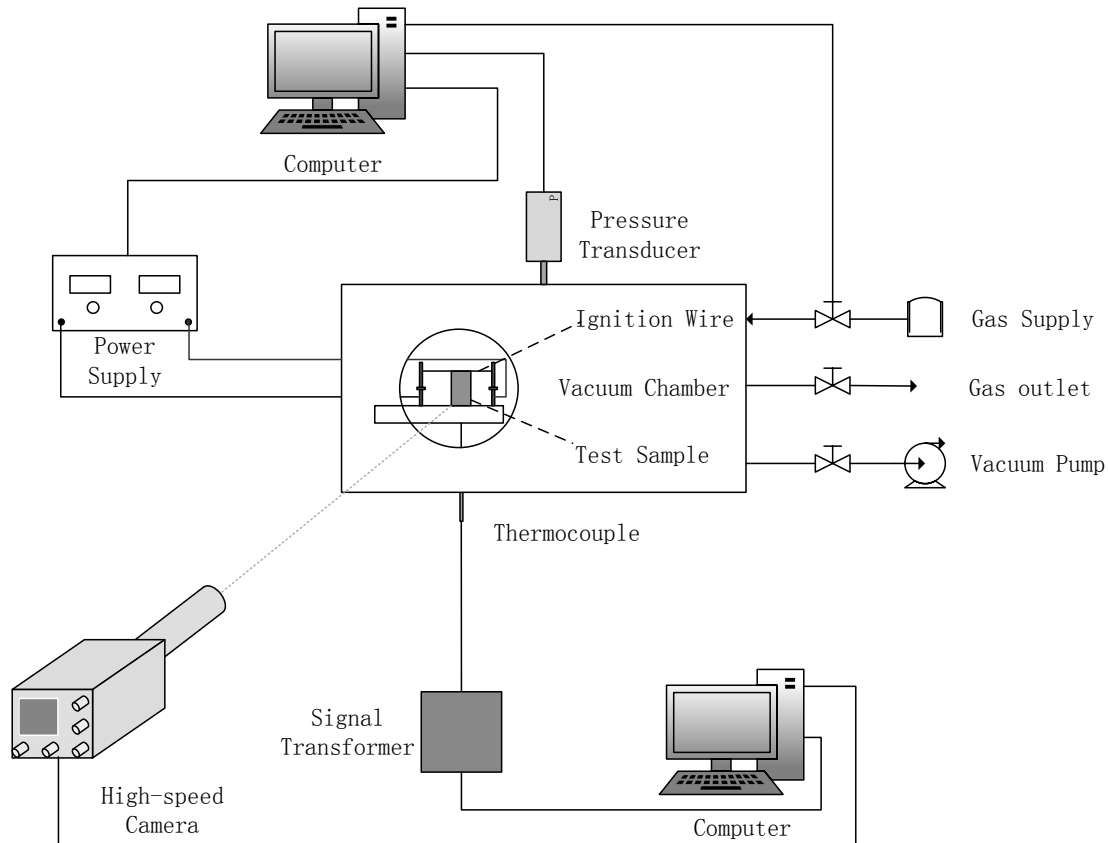 Computer
P
Pressure
Transducer
Ignition Wire
Gas Supply
Power
Supply
Vacuum Chamber
Gas outlet
Test Sample
Vacuum Pump
Thermocouple
Signal
Transformer
High-speed
Camera
Computer